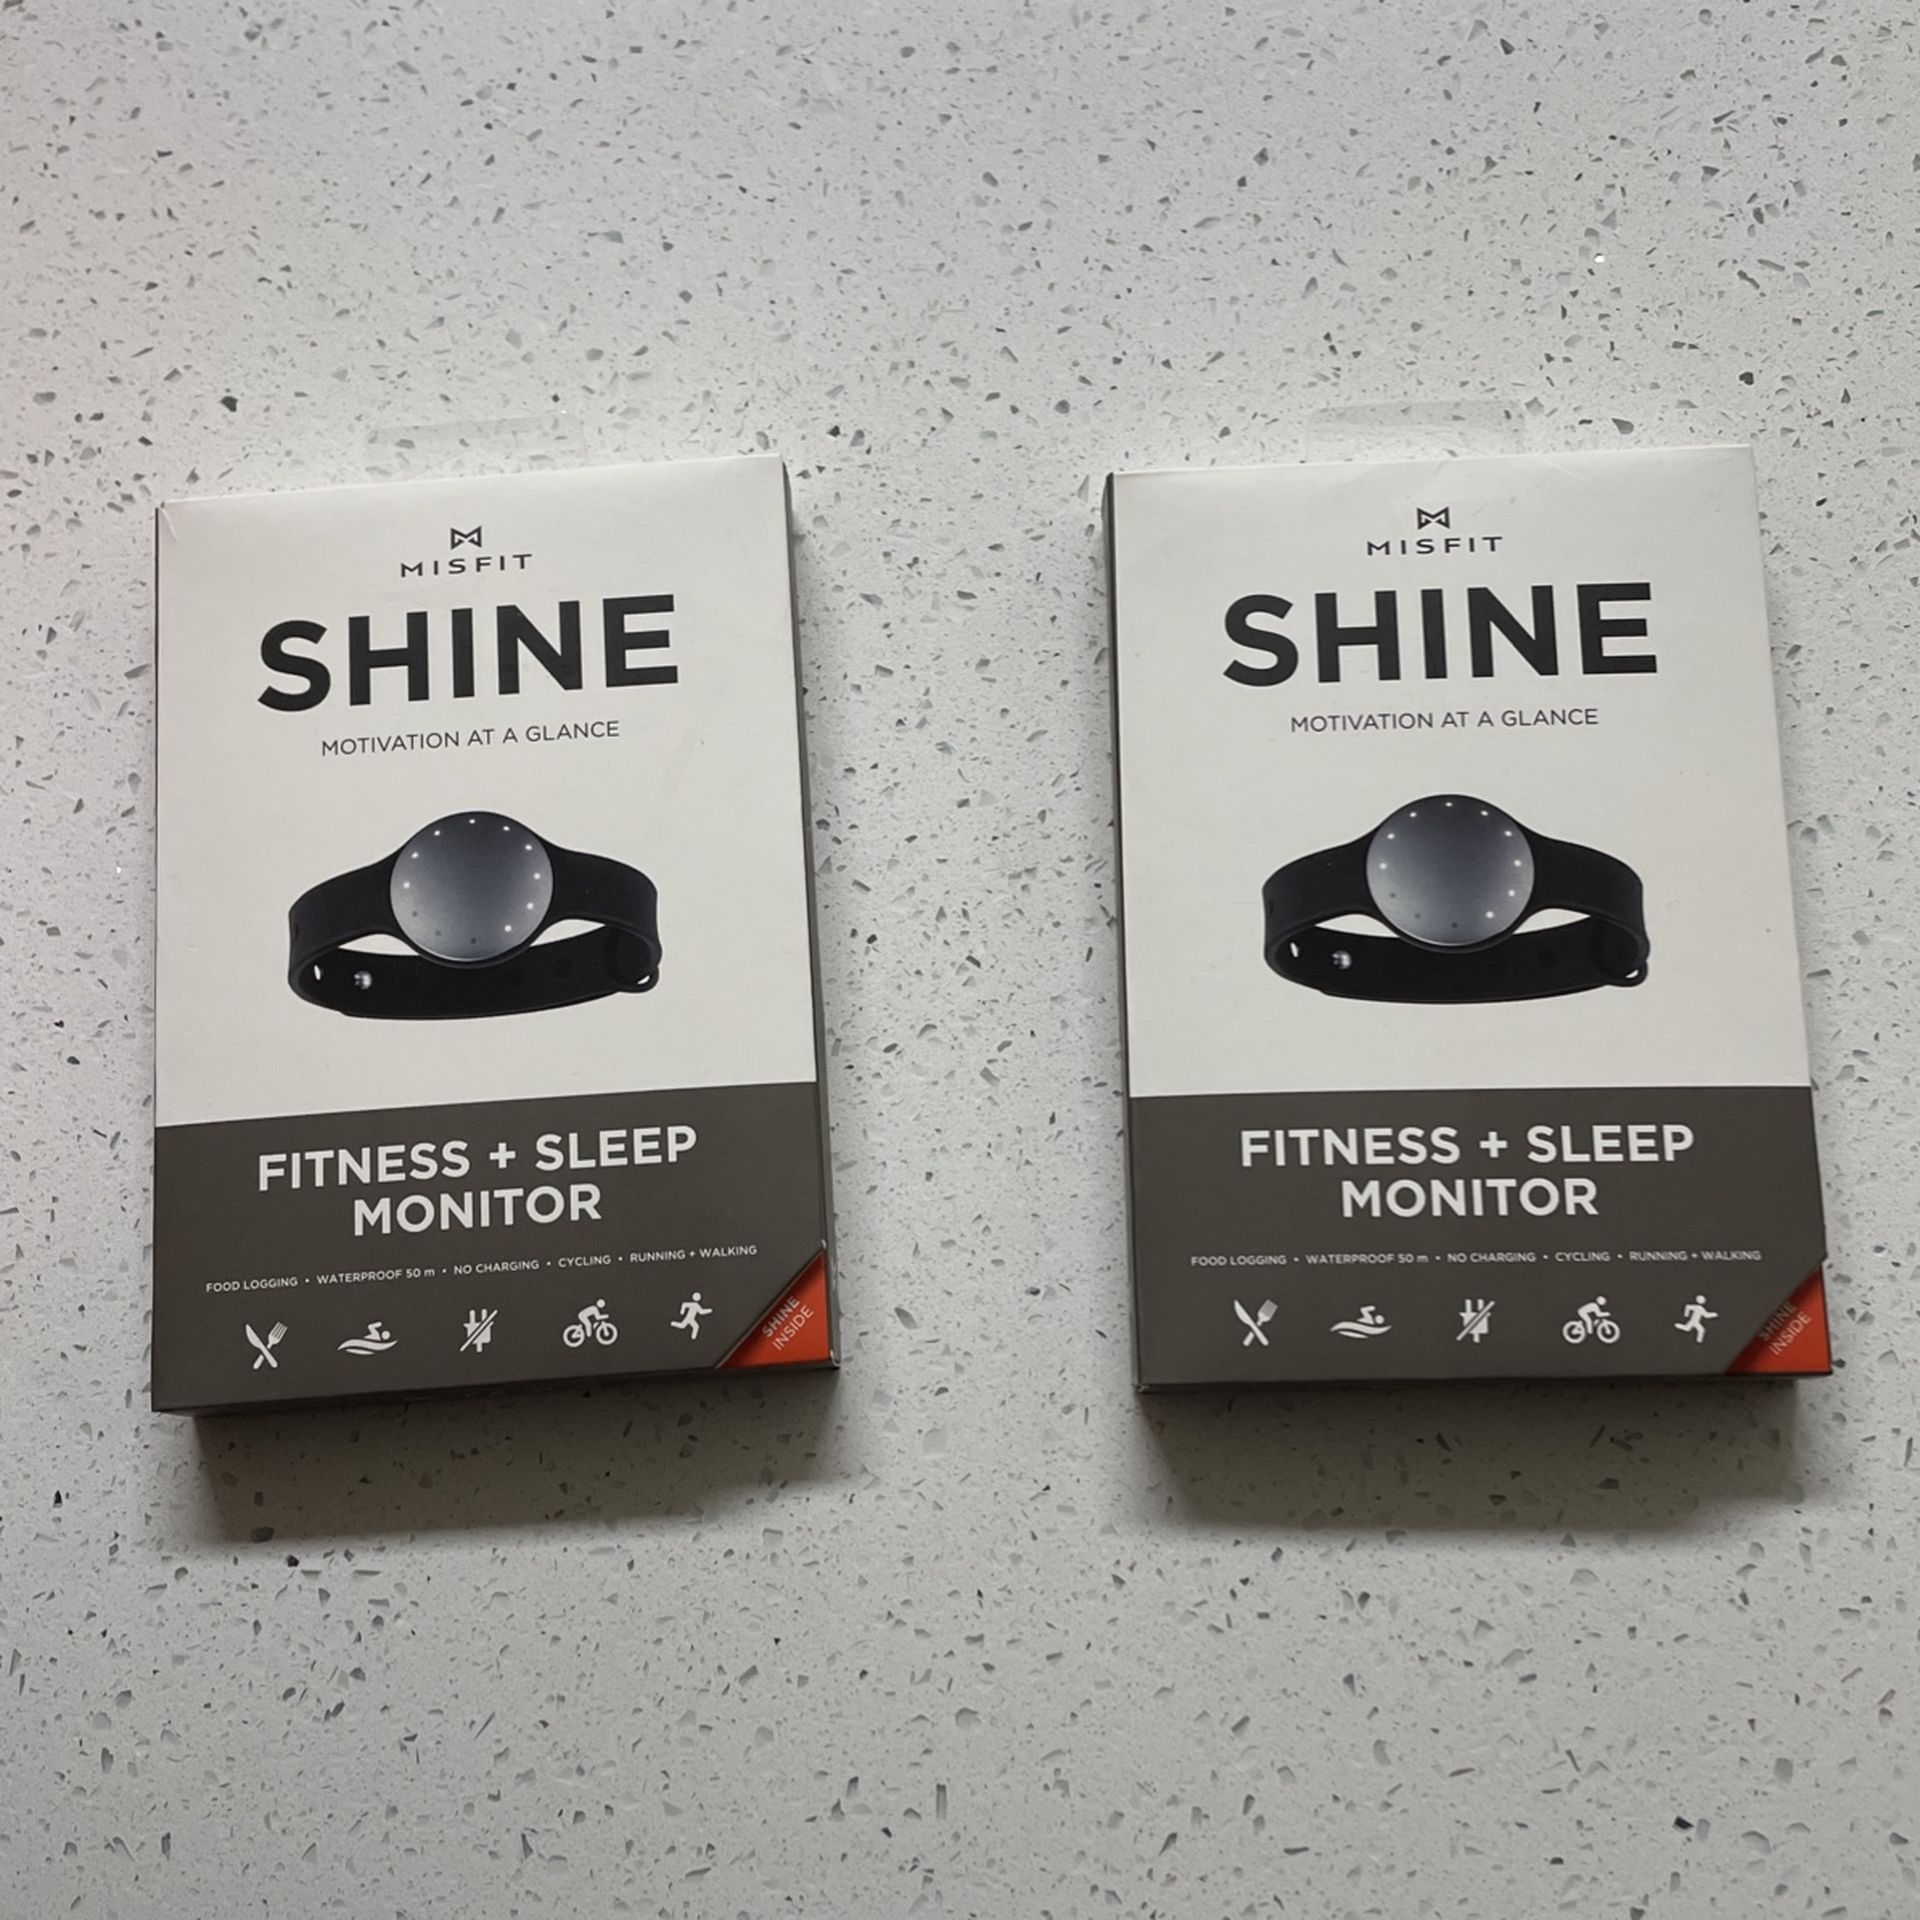 MISFIT
SHINE
MOTIVATION AT A GLANCE
FITNESS + SLEEP
MONITOR
FOOD LOGGING • WATERPROOF 50 m • NO CHARGING • CYCLING • RUNNING + WALKING
SHINE
INSIDE
MISFIT
SHINE
MOTIVATION AT A GLANCE
FITNESS + SLEEP
MONITOR
FOOD LOGGING • WATERPROOF 50 m • NO CHARGING • CYCLING • RUNNING + WALKING
SHINE
INSIDE